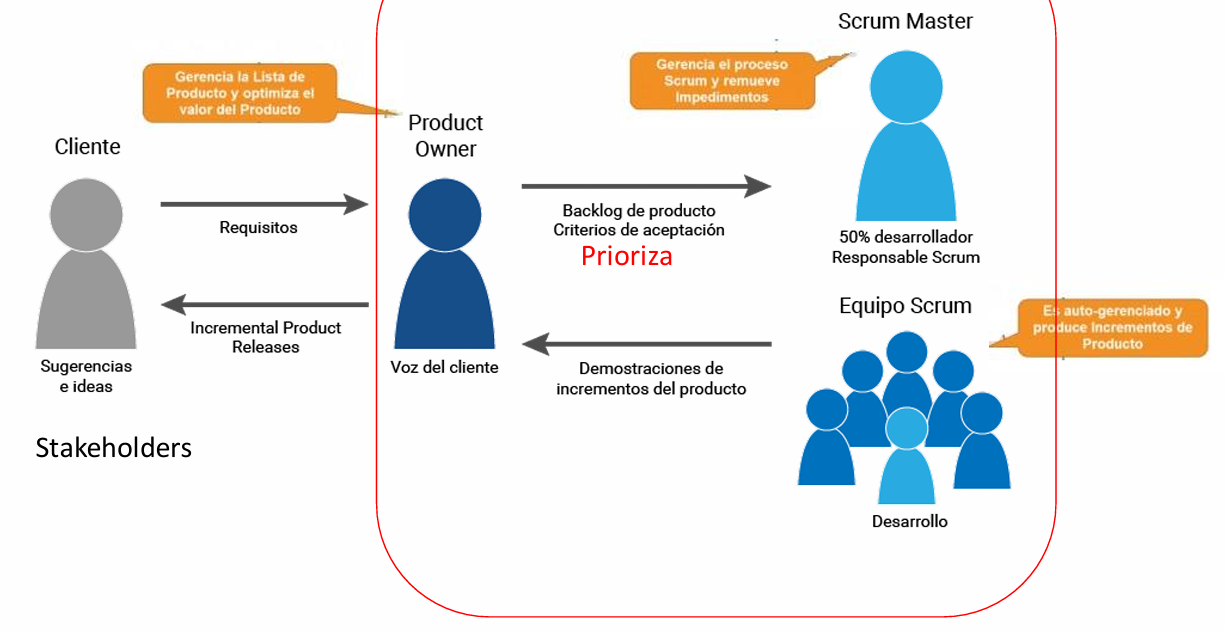 Scrum Master
Gerencia la Lista de
Producto y optimiza el
valor del Producto
Gerencia el proceso
Scrum y remueve
Impedimentos
Product
Owner
Cliente
Requisitos
Backlog de producto
Criterios de aceptación
Prioriza
50% desarrollador
Responsable Scrum
Equipo Scrum
Es auto-gerenciado y
produce Incrementos de
Producto
Incremental Product
Releases
Sugerencias
e ideas
Voz del cliente
Demostraciones de
incrementos del producto
Stakeholders
Desarrollo